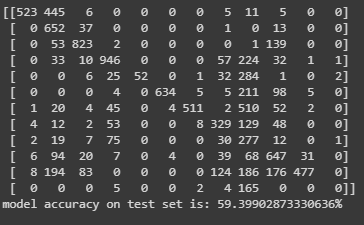 [[523 445 6 0 0 0 0 5 11 5 0 0]
[ 0 652 37 0 0 0 0 1 0 13 0 0]
[ 0 53 823 2 0 0 0 0 1 139 0 0]
[ 0 33 10 946 0 0 0 57 224 32 1 1]
[ 0 0 6 25 52 0 1 32 284 1 0 2]
[ 0 0 0 4 0 634 5 5 211 98 5 0]
[ 1 20 4 45 0 4 511 2 510 52 2 0]
[ 4 12 2 53 0 0 8 329 129 48 0 0]
[ 2 19 7 75 0 0 0 30 277 12 0 1]
[ 6 94 20 7 0 4 0 39 68 647 31 0]
[ 8 194 83 0 0 0 0 124 186 176 477 0]
[ 0 0 0 5 0 0 2 4 165 0 0 0]]
model accuracy on test set is: 59.39902873330636%